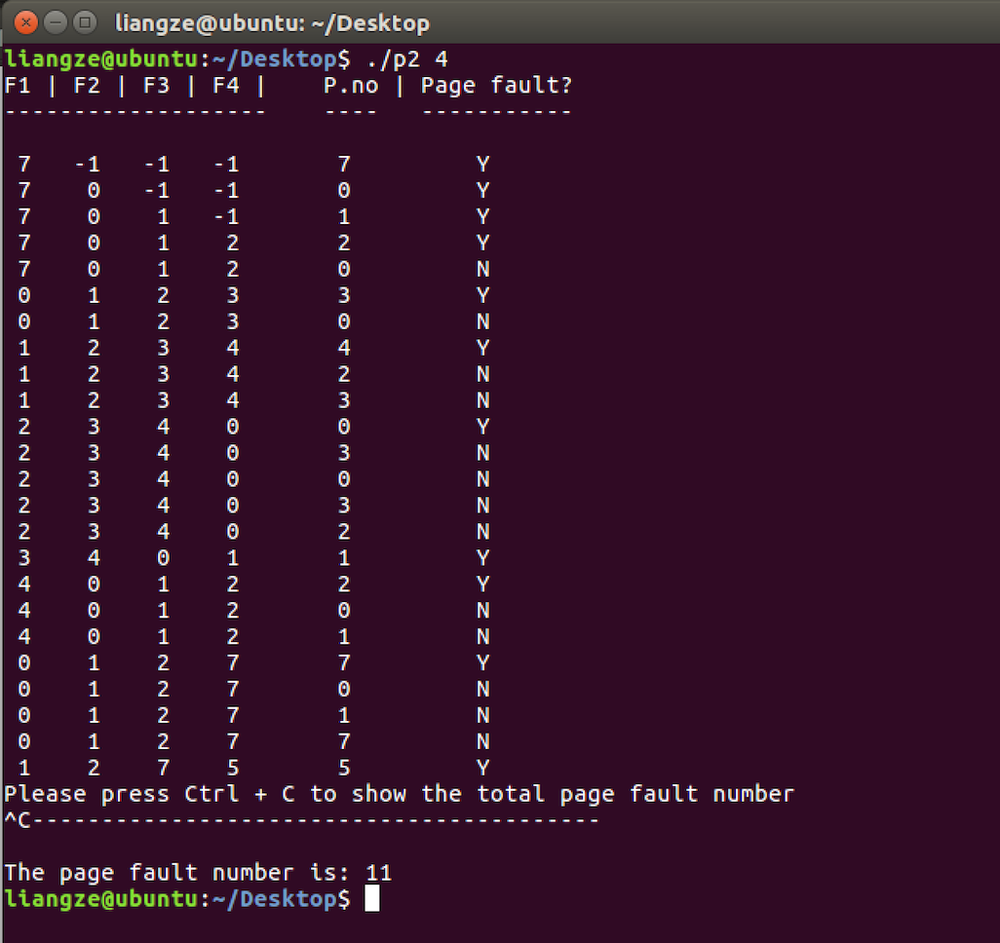 liangze@ubuntu: ~/Desktop
liangze@ubuntu:~/Desktop$ ./p2 4
F1 | F2 | F3 | F4 |    P.no | Page fault?
-------------------    ----   -----------
7   -1   -1   -1       7         Y
7    0   -1   -1       0         Y
7    0    1   -1       1         Y
7    0    1    2       2         Y
7    0    1    2       0         N
0    1    2    3       3         Y
0    1    2    3       0         N
1    2    3    4       4         Y
1    2    3    4       2         N
1    2    3    4       3         N
2    3    4    0       0         Y
2    3    4    0       3         N
2    3    4    0       0         N
2    3    4    0       3         N
2    3    4    0       2         N
3    4    0    1       1         Y
4    0    1    2       2         Y
4    0    1    2       0         N
4    0    1    2       1         N
0    1    2    7       7         Y
0    1    2    7       0         N
0    1    2    7       1         N
0    1    2    7       7         N
1    2    7    5       5         Y
Please press Ctrl + C to show the total page fault number
^C-----------------------------------------
The page fault number is: 11
liangze@ubuntu:~/Desktop$